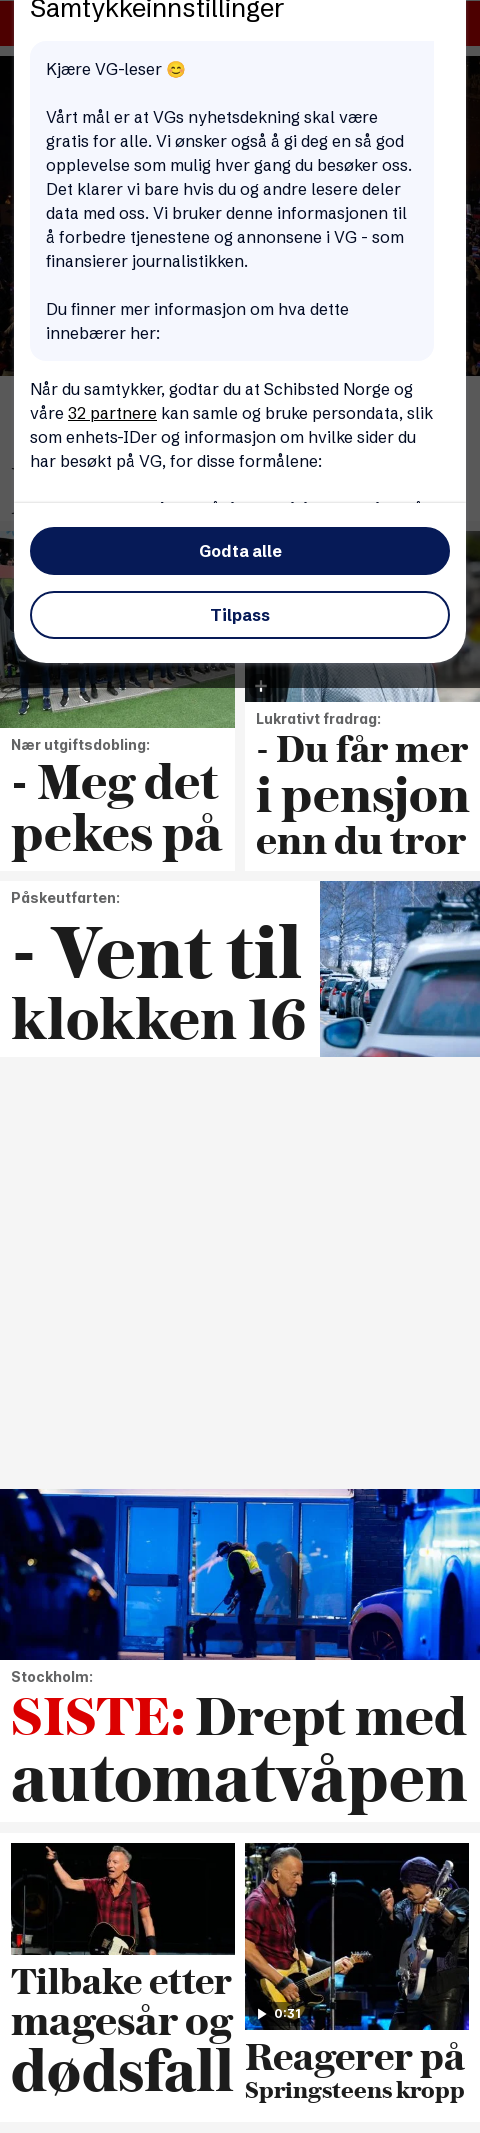 Samtykkeinnstillinger
Kjære VG-leser 😊
Vårt mål er at VGs nyhetsdekning skal være
gratis for alle. Vi ønsker også å gi deg en så god
opplevelse som mulig hver gang du besøker oss.
Det klarer vi bare hvis du og andre lesere deler
data med oss. Vi bruker denne informasjonen til
å forbedre tjenestene og annonsene i VG - som
finansierer journalistikken.
Du finner mer informasjon om hva dette
innebærer her:
Når du samtykker, godtar du at Schibsted Norge og
våre 32 partnere kan samle og bruke persondata, slik
som enhets-IDer og informasjon om hvilke sider du
har besøkt på VG, for disse formålene:
Godta alle
Tilpass
Nær utgiftsdobling:
- Meg det
pekes på
Lukrativt fradrag:
- Du får mer
i pensjon
enn du tror
Påskeutfarten:
- Vent til
klokken 16
Stockholm:
SISTE: Drept med
automatvåpen
Tilbake etter
magesår og
dødsfall
0:31
Reagerer på
Springsteens kropp